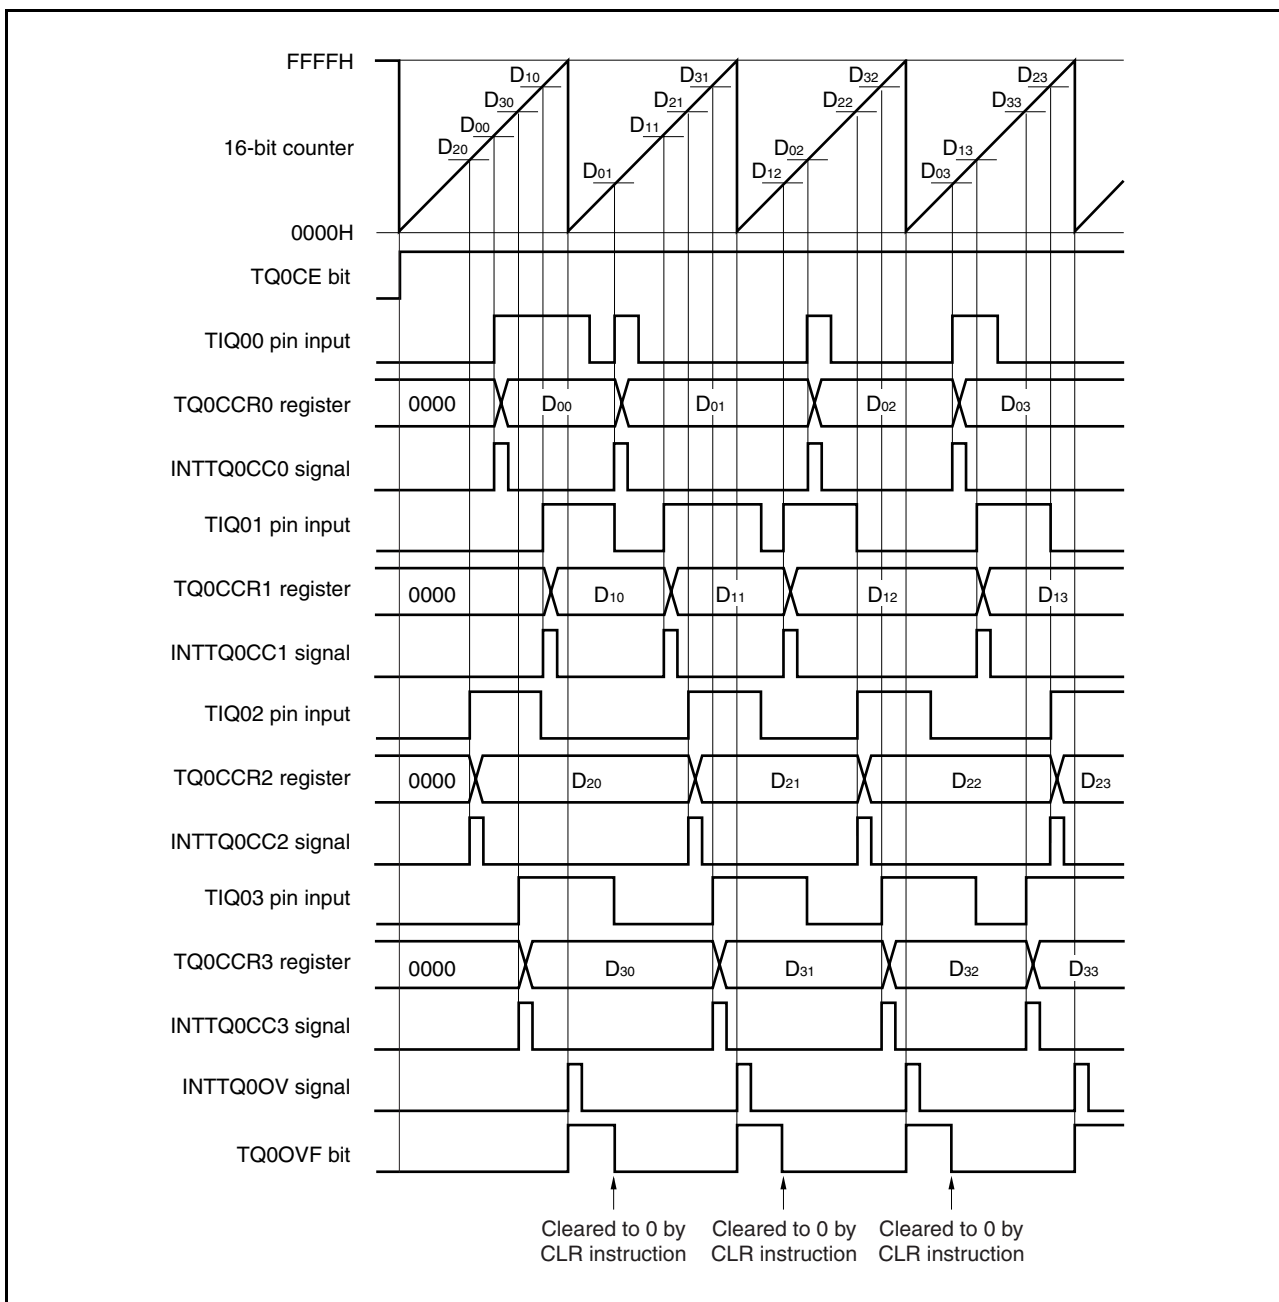 FFFFH
D10
D31
D32
D23
D30
D21
D22
D33
D00
D11
D20
D02
D13
16-bit counter
D01
D12
D03
0000H
TQ0CE bit
TIQ00 pin input
TQ0CCR0 register
0000
D00
D01
D02
D03
INTTQ0CC0 signal
TIQ01 pin input
TQ0CCR1 register
0000
D10
D11
D12
D13
INTTQ0CC1 signal
TIQ02 pin input
TQ0CCR2 register
0000
D20
D21
D22
D23
INTTQ0CC2 signal
TIQ03 pin input
TQ0CCR3 register
0000
D30
D31
D32
D33
INTTQ0CC3 signal
INTTQ0OV signal
TQ0OVF bit
Cleared to 0 by
CLR instruction
Cleared to 0 by
CLR instruction
Cleared to 0 by
CLR instruction